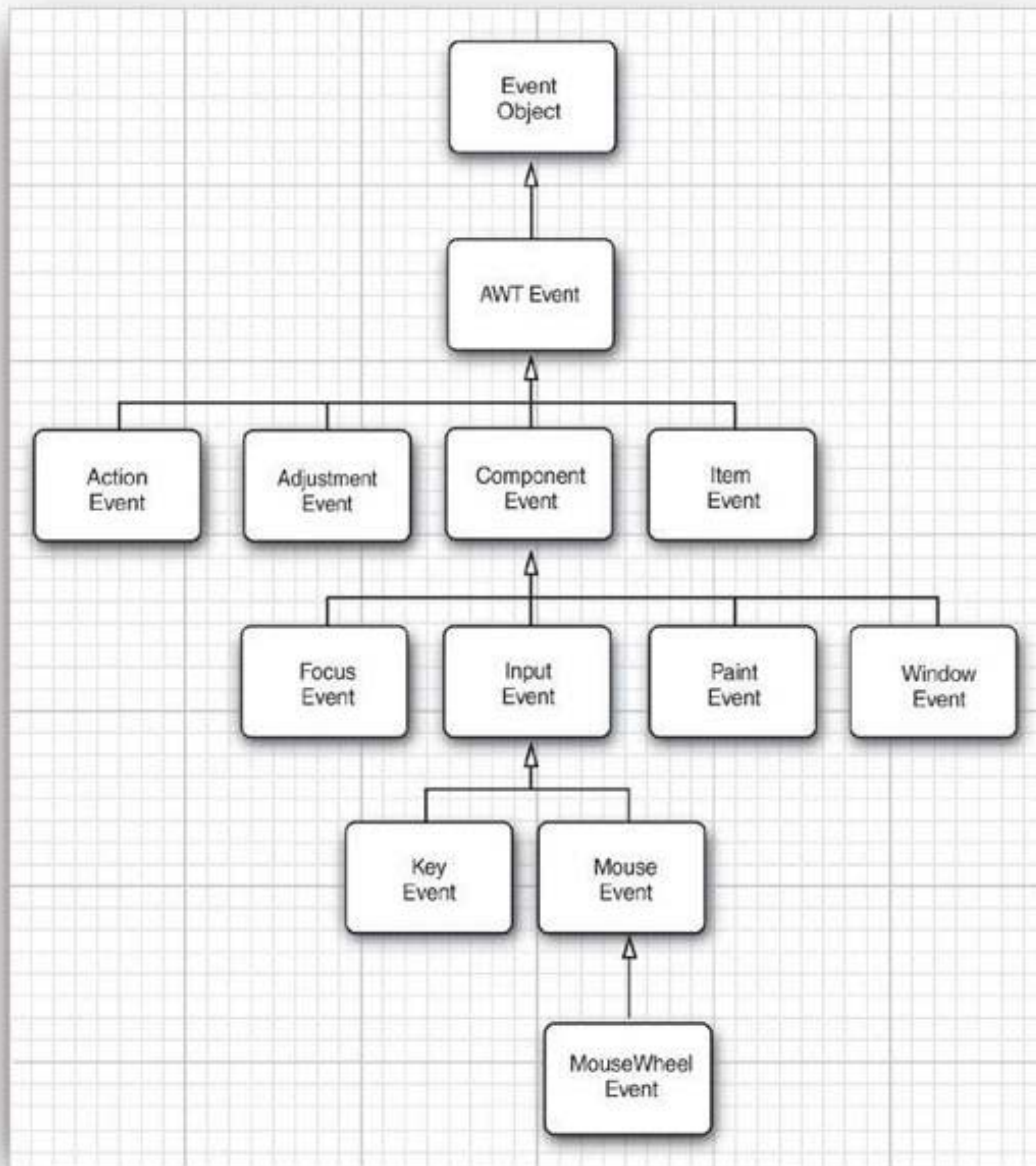 Event
Object
AWT Event
Action
Event
Adjustment
Event
Component
Event
Item
Event
Focus
Event
Input
Event
Paint
Event
Window
Event
Key
Event
Mouse
Event
MouseWheel
Event